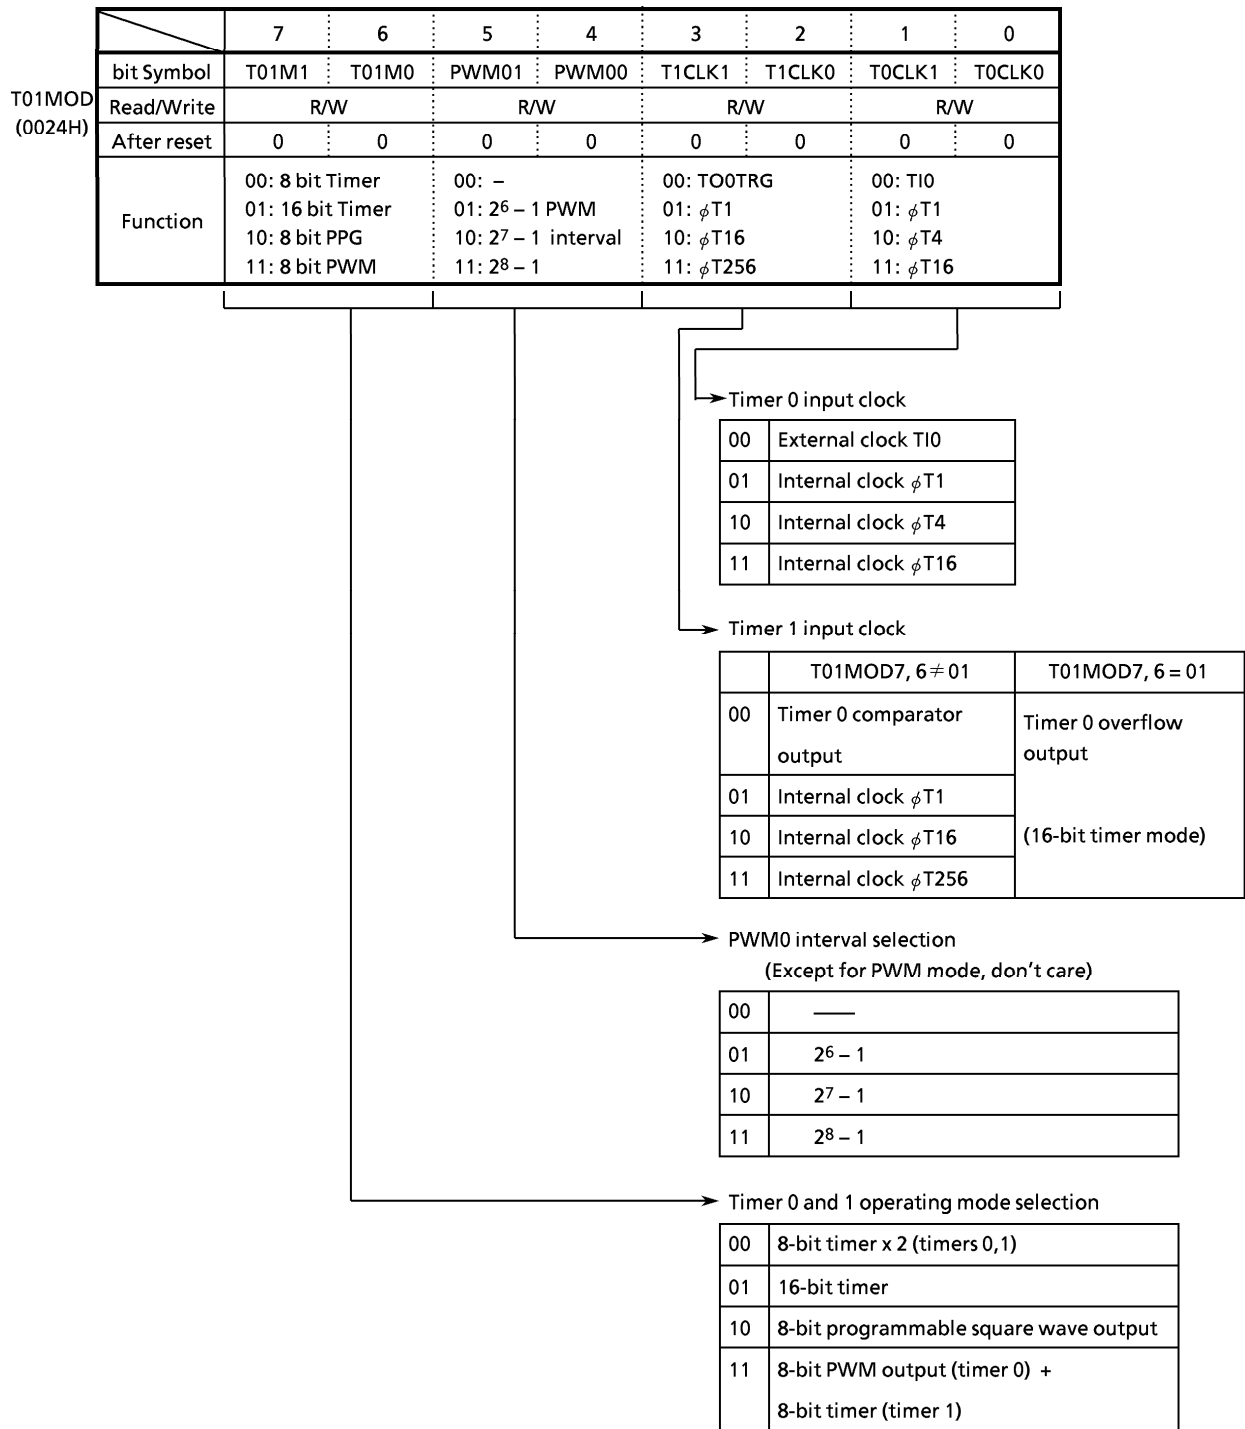 7 6 5 4 3 2 1 0
bit Symbol T01M1 T01M0 PWM01 PWM00 T1CLK1 T1CLK0 T0CLK1 T0CLK0
T01MOD
(0024H)
Read/Write R/W R/W R/W R/W
After reset 0 0 0 0 0 0 0 0
Function
00: 8 bit Timer 00: – 00: TO0TRG 00: TI0
01: 16 bit Timer 01: 2⁶ – 1 PWM 01: ϕT1 01: ϕT1
10: 8 bit PPG 10: 2⁷ – 1 interval 10: ϕT16 10: ϕT4
11: 8 bit PWM 11: 2⁸ – 1 11: ϕT256 11: ϕT16
Timer 0 input clock
00 External clock TI0
01 Internal clock ϕT1
10 Internal clock ϕT4
11 Internal clock ϕT16
Timer 1 input clock
T01MOD7, 6 ≠ 01 T01MOD7, 6 = 01
00 Timer 0 comparator
output
Timer 0 overflow
output
01 Internal clock ϕT1
10 Internal clock ϕT16 (16-bit timer mode)
11 Internal clock ϕT256
PWM0 interval selection
(Except for PWM mode, don't care)
00 ——
01 2⁶ – 1
10 2⁷ – 1
11 2⁸ – 1
Timer 0 and 1 operating mode selection
00 8-bit timer x 2 (timers 0,1)
01 16-bit timer
10 8-bit programmable square wave output
11 8-bit PWM output (timer 0) +
8-bit timer (timer 1)